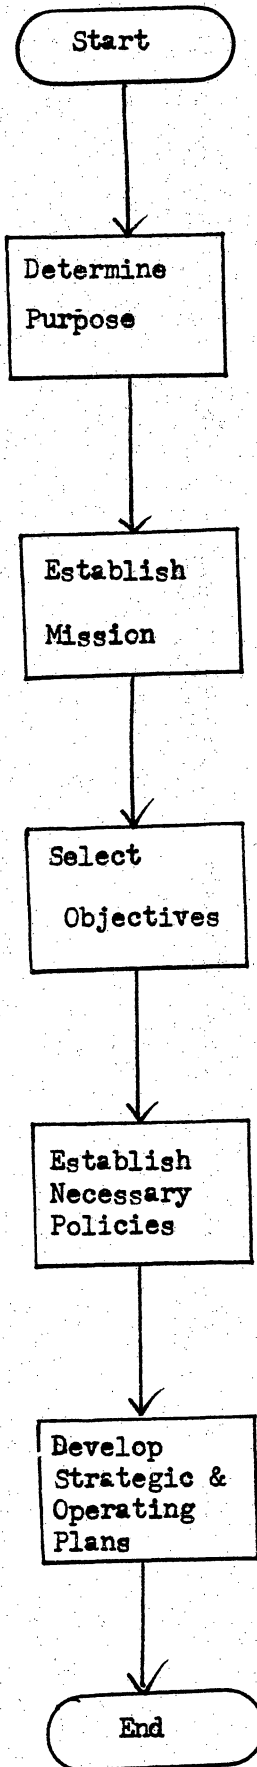 Start
Determine
Purpose
Establish
Mission
Select
Objectives
Establish
Necessary
Policies
Develop
Strategic &
Operating
Plans
End